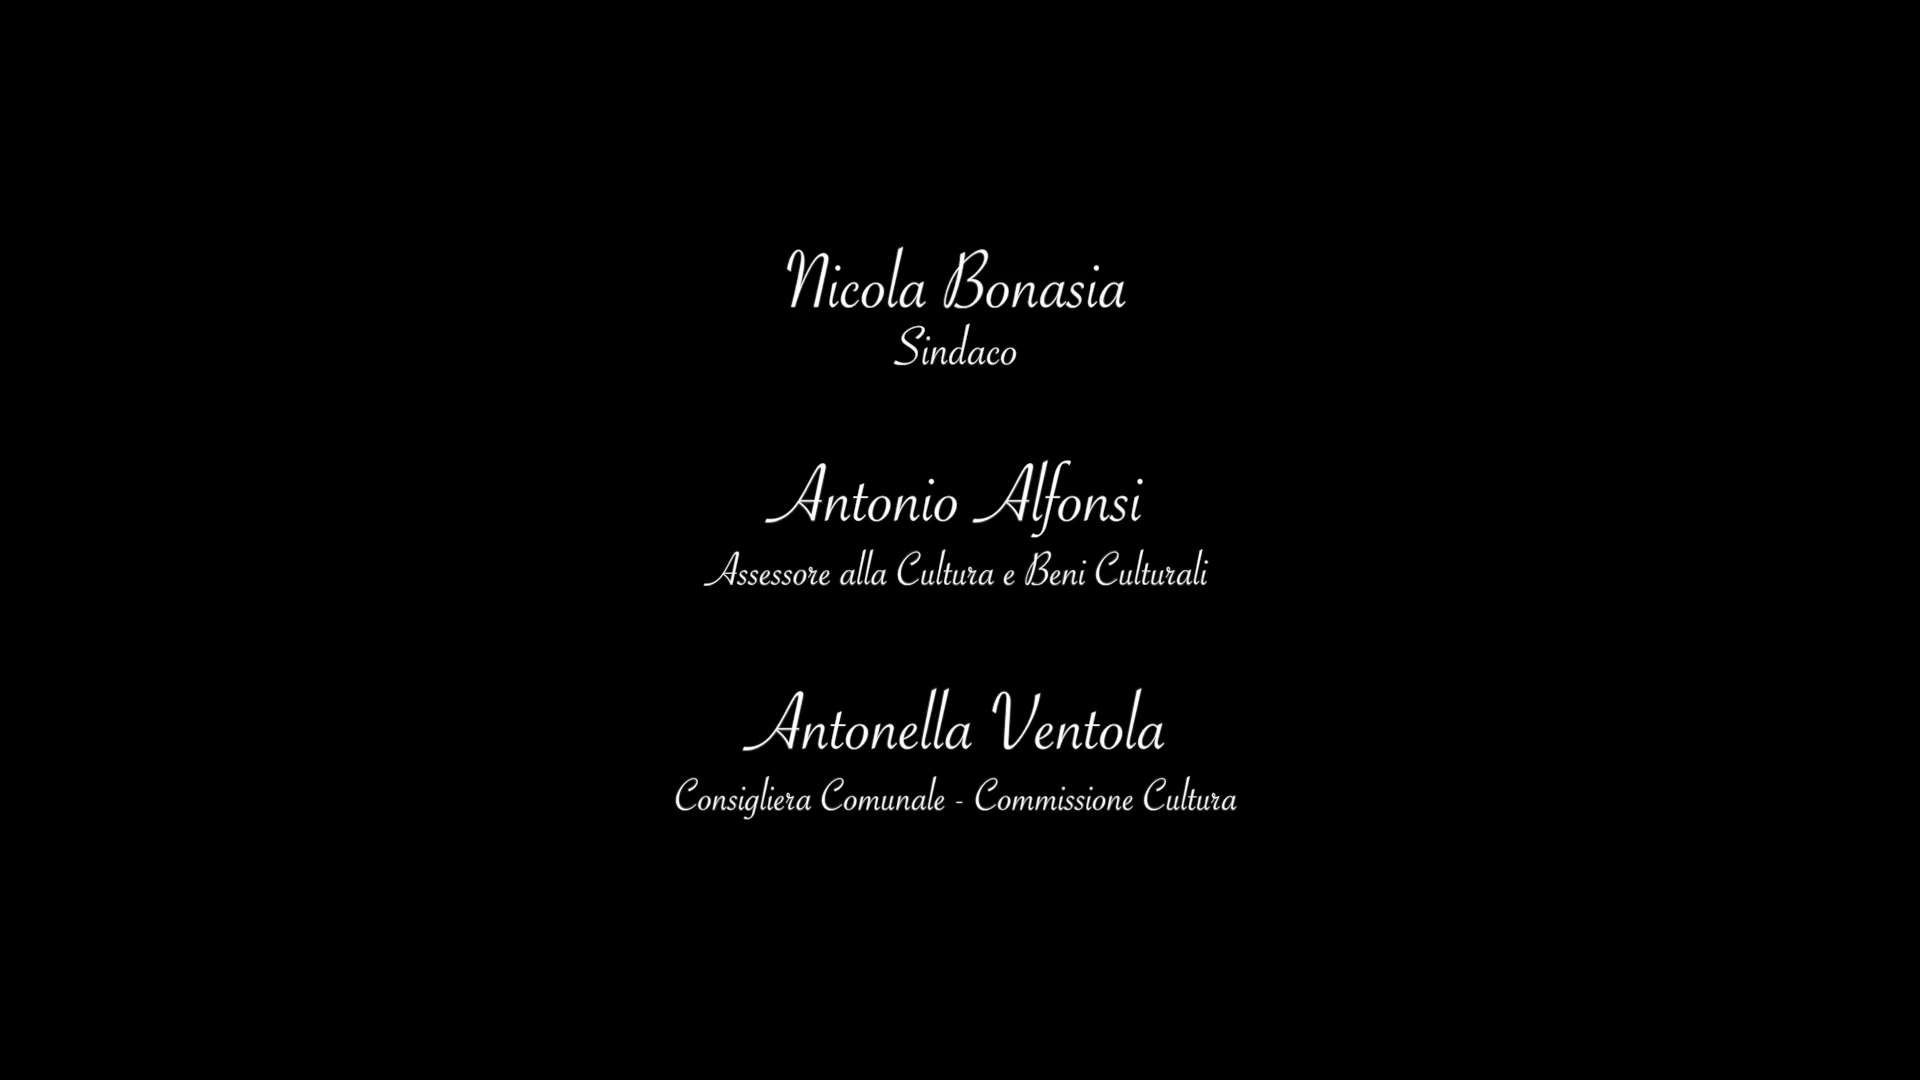 Nicola Bonasia
Sindaco
Antonio Alfonsi
Assessore alla Cultura e Beni Culturali
Antonella Ventola
Consigliera Comunale - Commissione Cultura